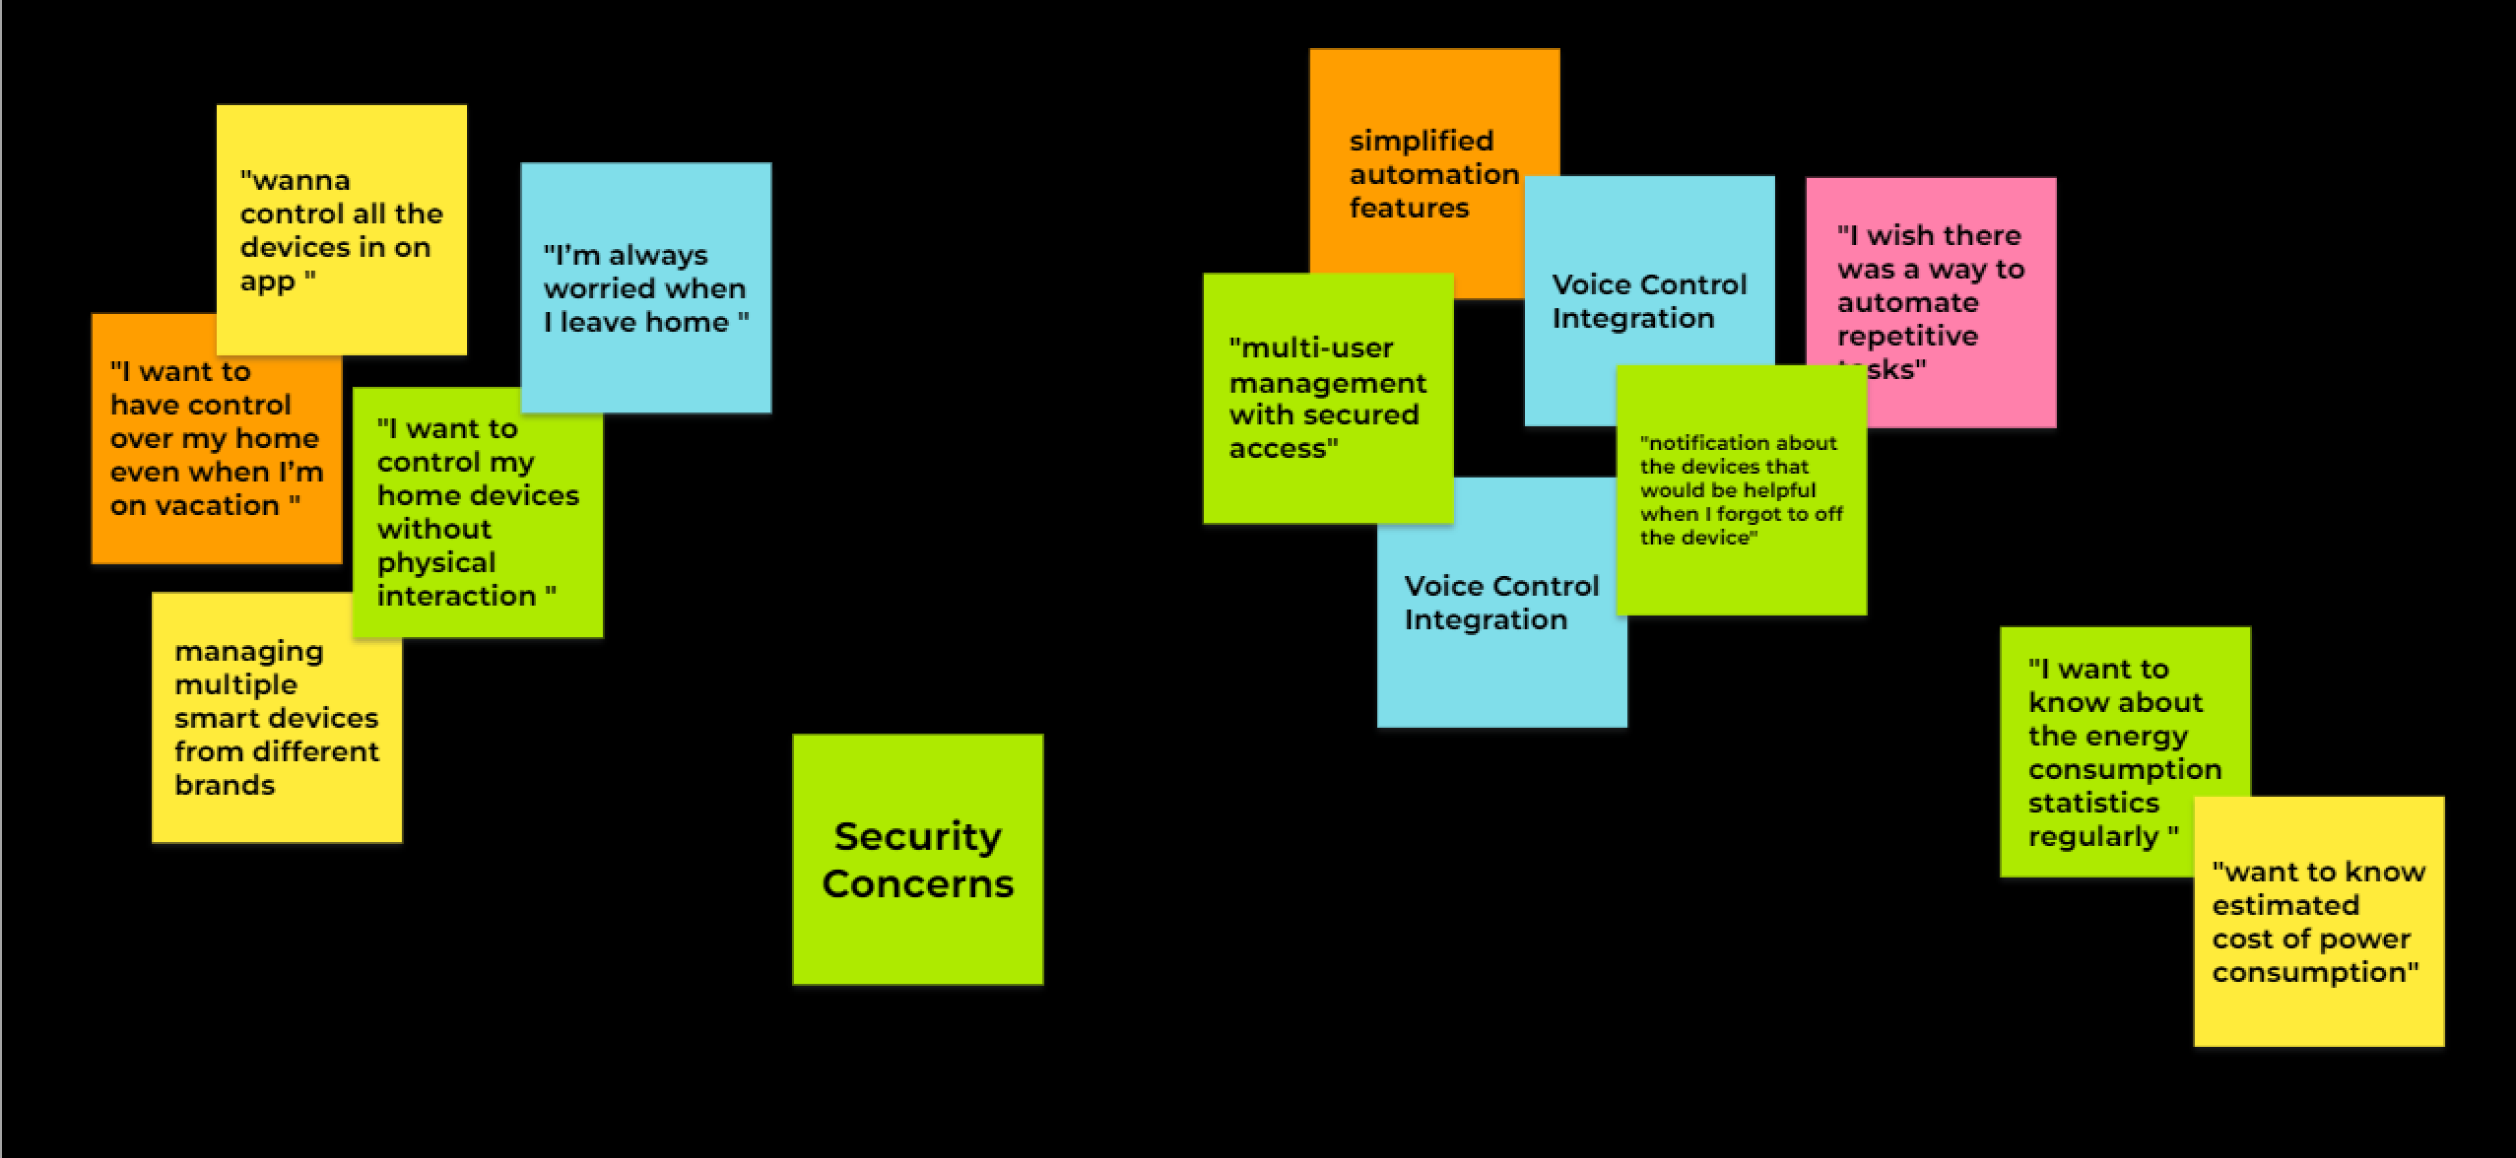 "wanna
control all the
devices in on
app "
"I'm always
worried when
I leave home "
"I want to
have control
over my home
even when I'm
on vacation "
"I want to
control my
home devices
without
physical
interaction "
managing
multiple
smart devices
from different
brands
Security
Concerns
simplified
automation
features
Voice Control
Integration
"I wish there
was a way to
automate
repetitive
"multi-user
management
with secured
access"
"notification about
the devices that
would be helpful
when I forgot to off
the device"
Voice Control
Integration
"I want to
know about
the energy
consumption
statistics
regularly "
"want to know
estimated
cost of power
consumption"